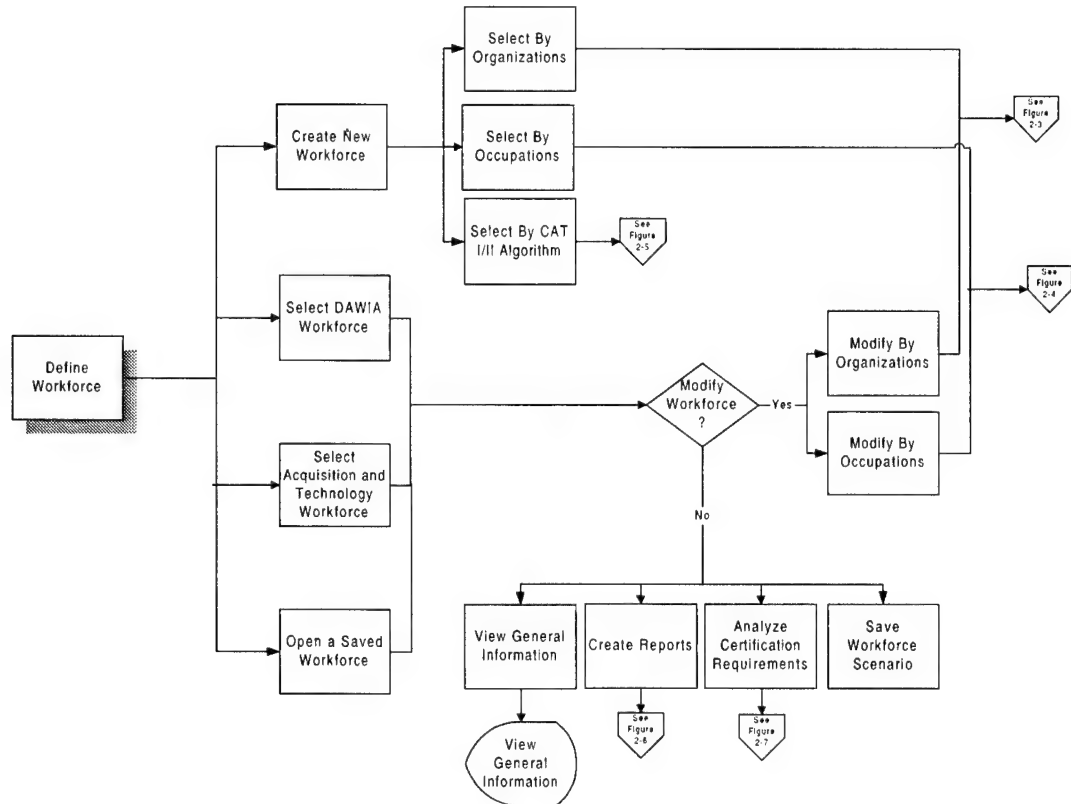 Select By
Organizations
See
Figure
2-3
Create New
Workforce
Select By
Occupations
Select By CAT
I/II Algorithm
See
Figure
2-5
See
Figure
2-4
Select DAWIA
Workforce
Define
Workforce
Modify
Workforce
?
Yes
Modify By
Organizations
Modify By
Occupations
Select
Acquisition and
Technology
Workforce
No
Open a Saved
Workforce
View General
Information
Create Reports
Analyze
Certification
Requirements
Save
Workforce
Scenario
View
General
Information
See
Figure
2-6
See
Figure
2-7